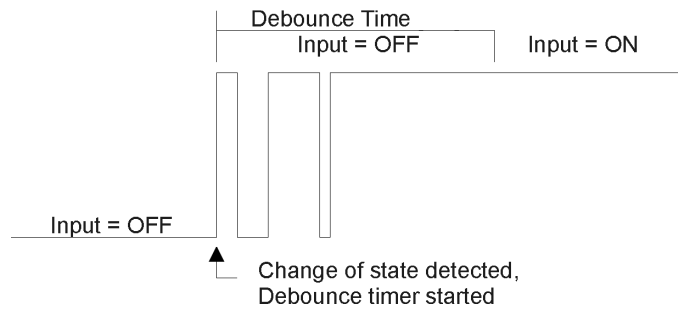 Debounce Time
Input = OFF
Input = ON
Input = OFF
Change of state detected,
Debounce timer started